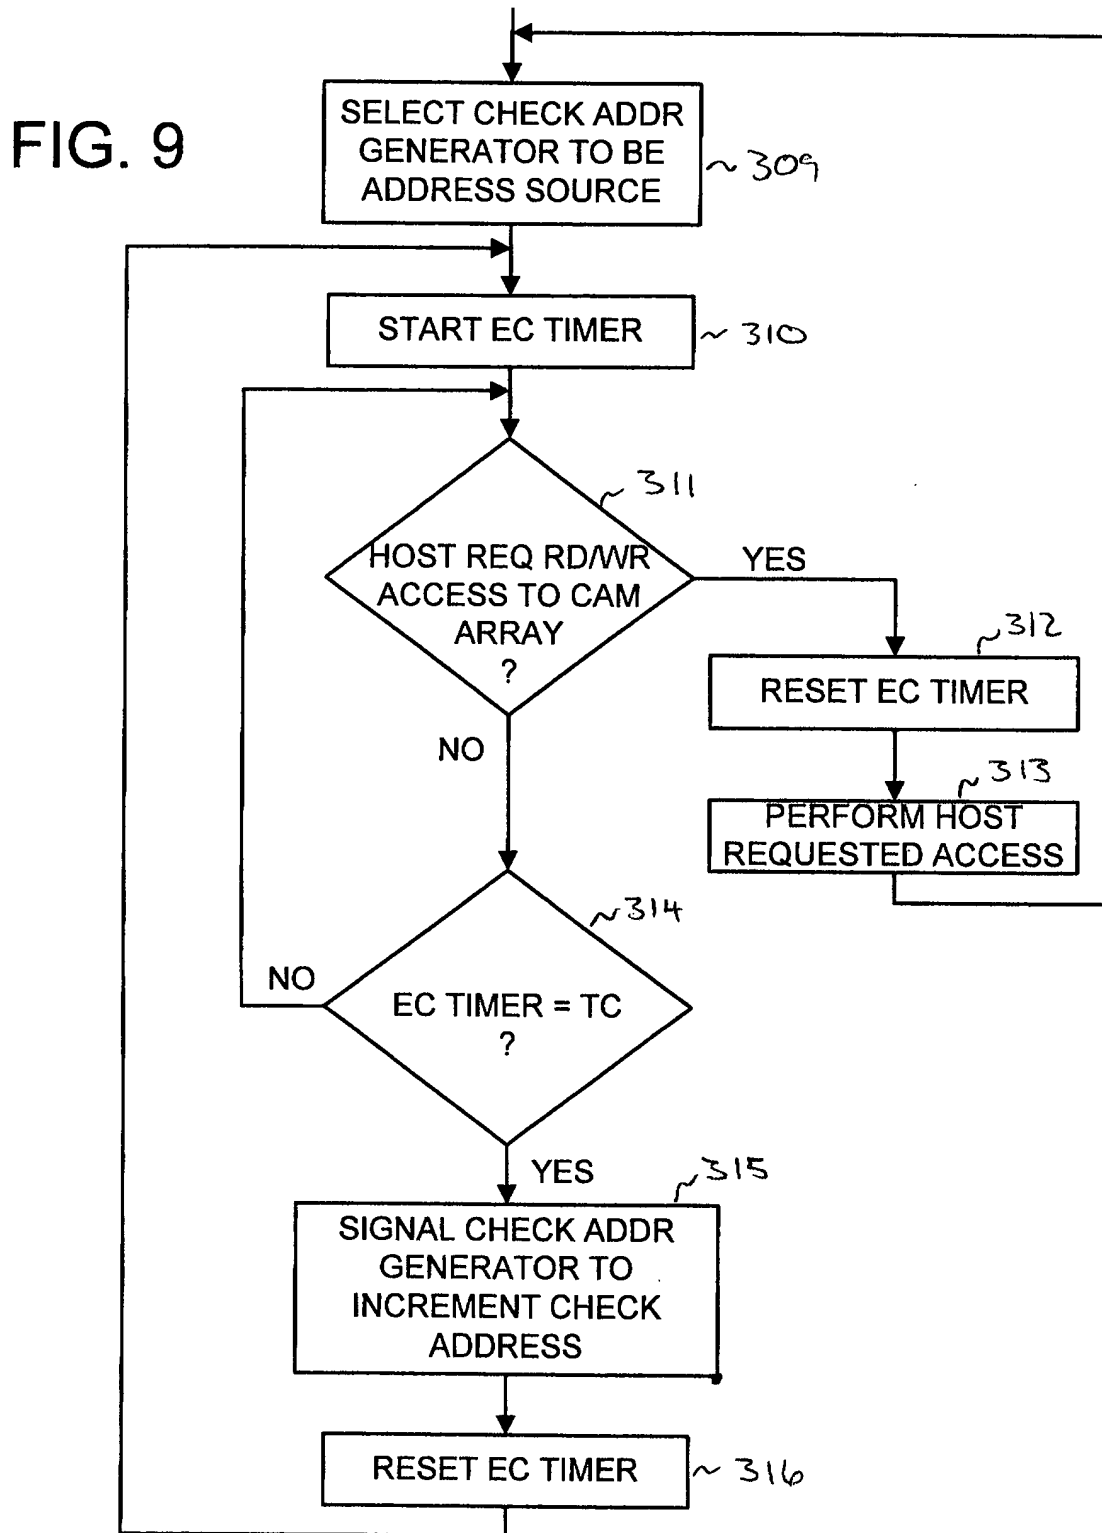 FIG. 9
SELECT CHECK ADDR
GENERATOR TO BE
ADDRESS SOURCE
309
START EC TIMER
310
311
HOST REQ RD/WR
ACCESS TO CAM
ARRAY
?
YES
312
RESET EC TIMER
NO
313
PERFORM HOST
REQUESTED ACCESS
314
NO
EC TIMER = TC
?
YES
315
SIGNAL CHECK ADDR
GENERATOR TO
INCREMENT CHECK
ADDRESS
RESET EC TIMER
316